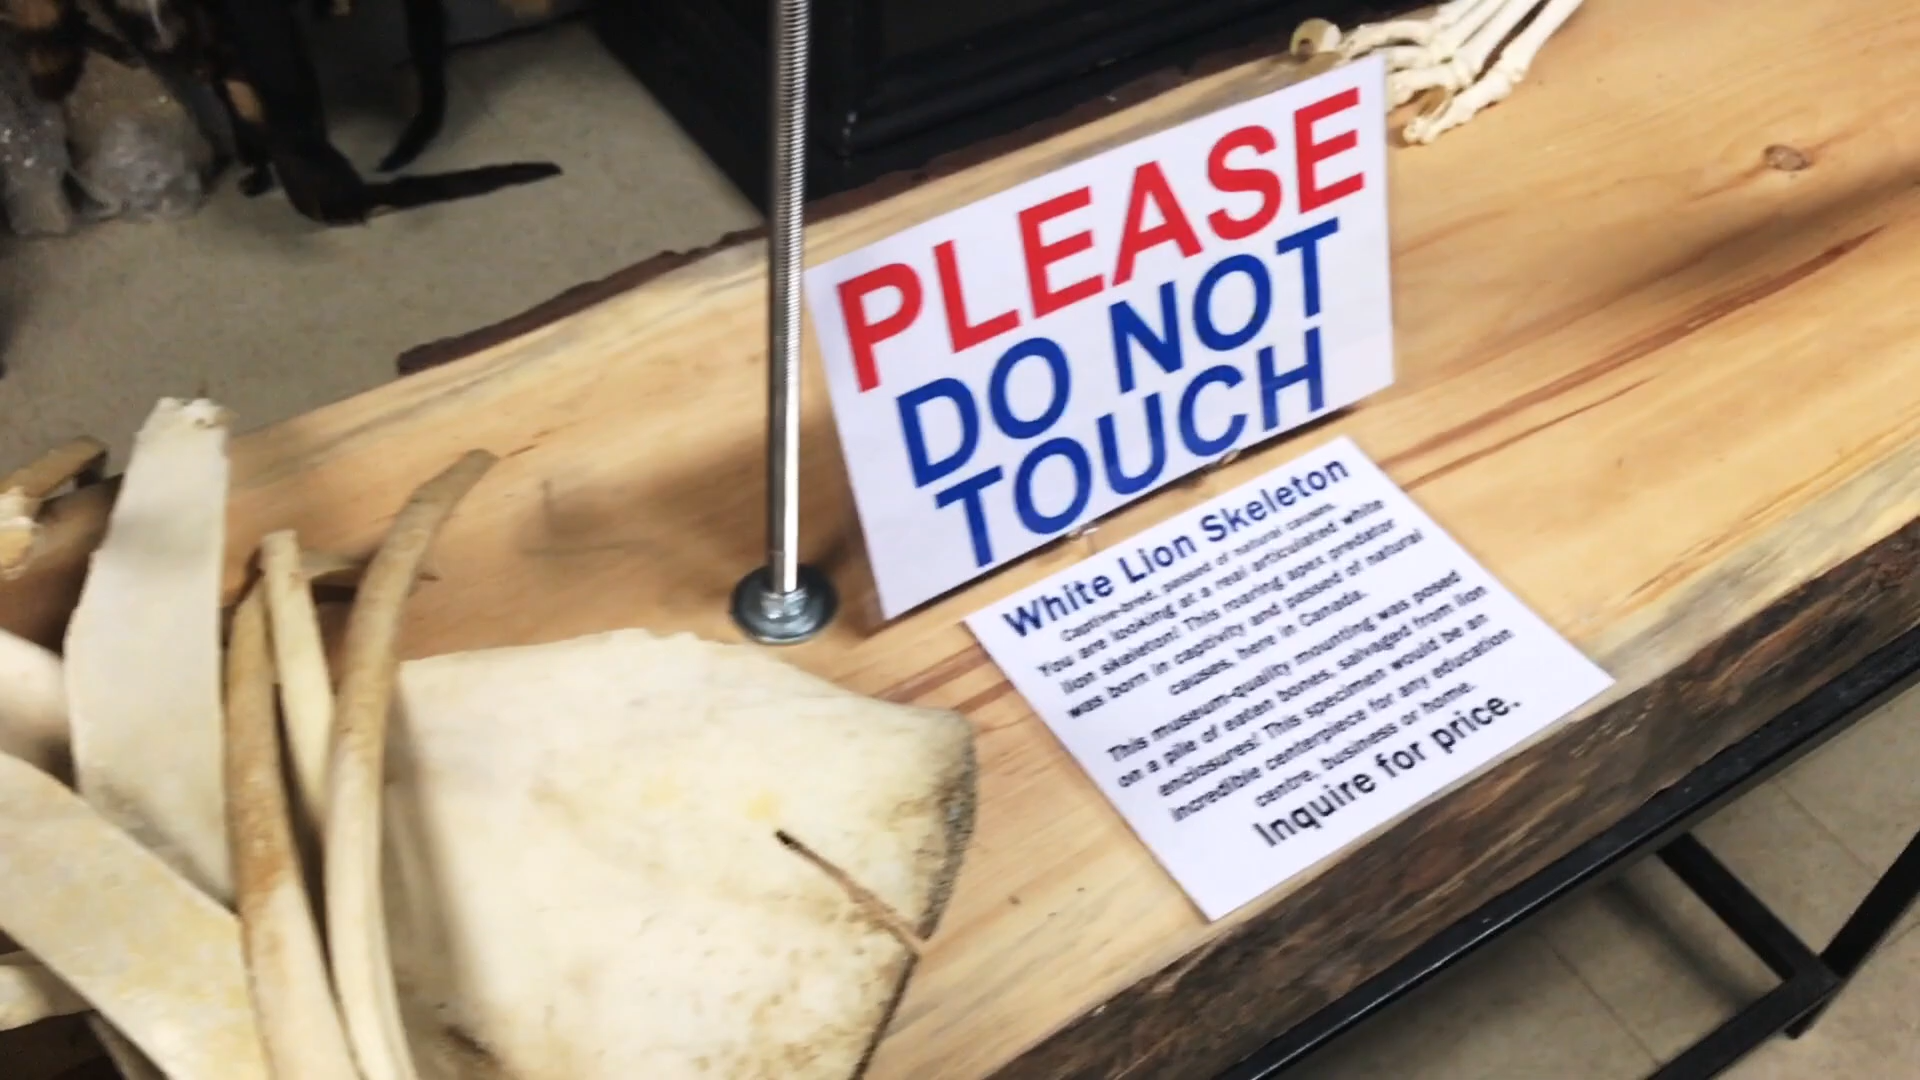 PLEASE
DO NOT
TOUCH
White Lion Skeleton
Captive-bred, passed of natural causes.
You are looking at a real articulated white
lion skeleton! This roaring apex predator
was born in captivity and passed of natural
causes, here in Canada.
This museum-quality mounting was posed
on a pile of eaten bones, salvaged from lion
enclosures! This specimen would be an
incredible centerpiece for any education
centre, business or home.
Inquire for price.